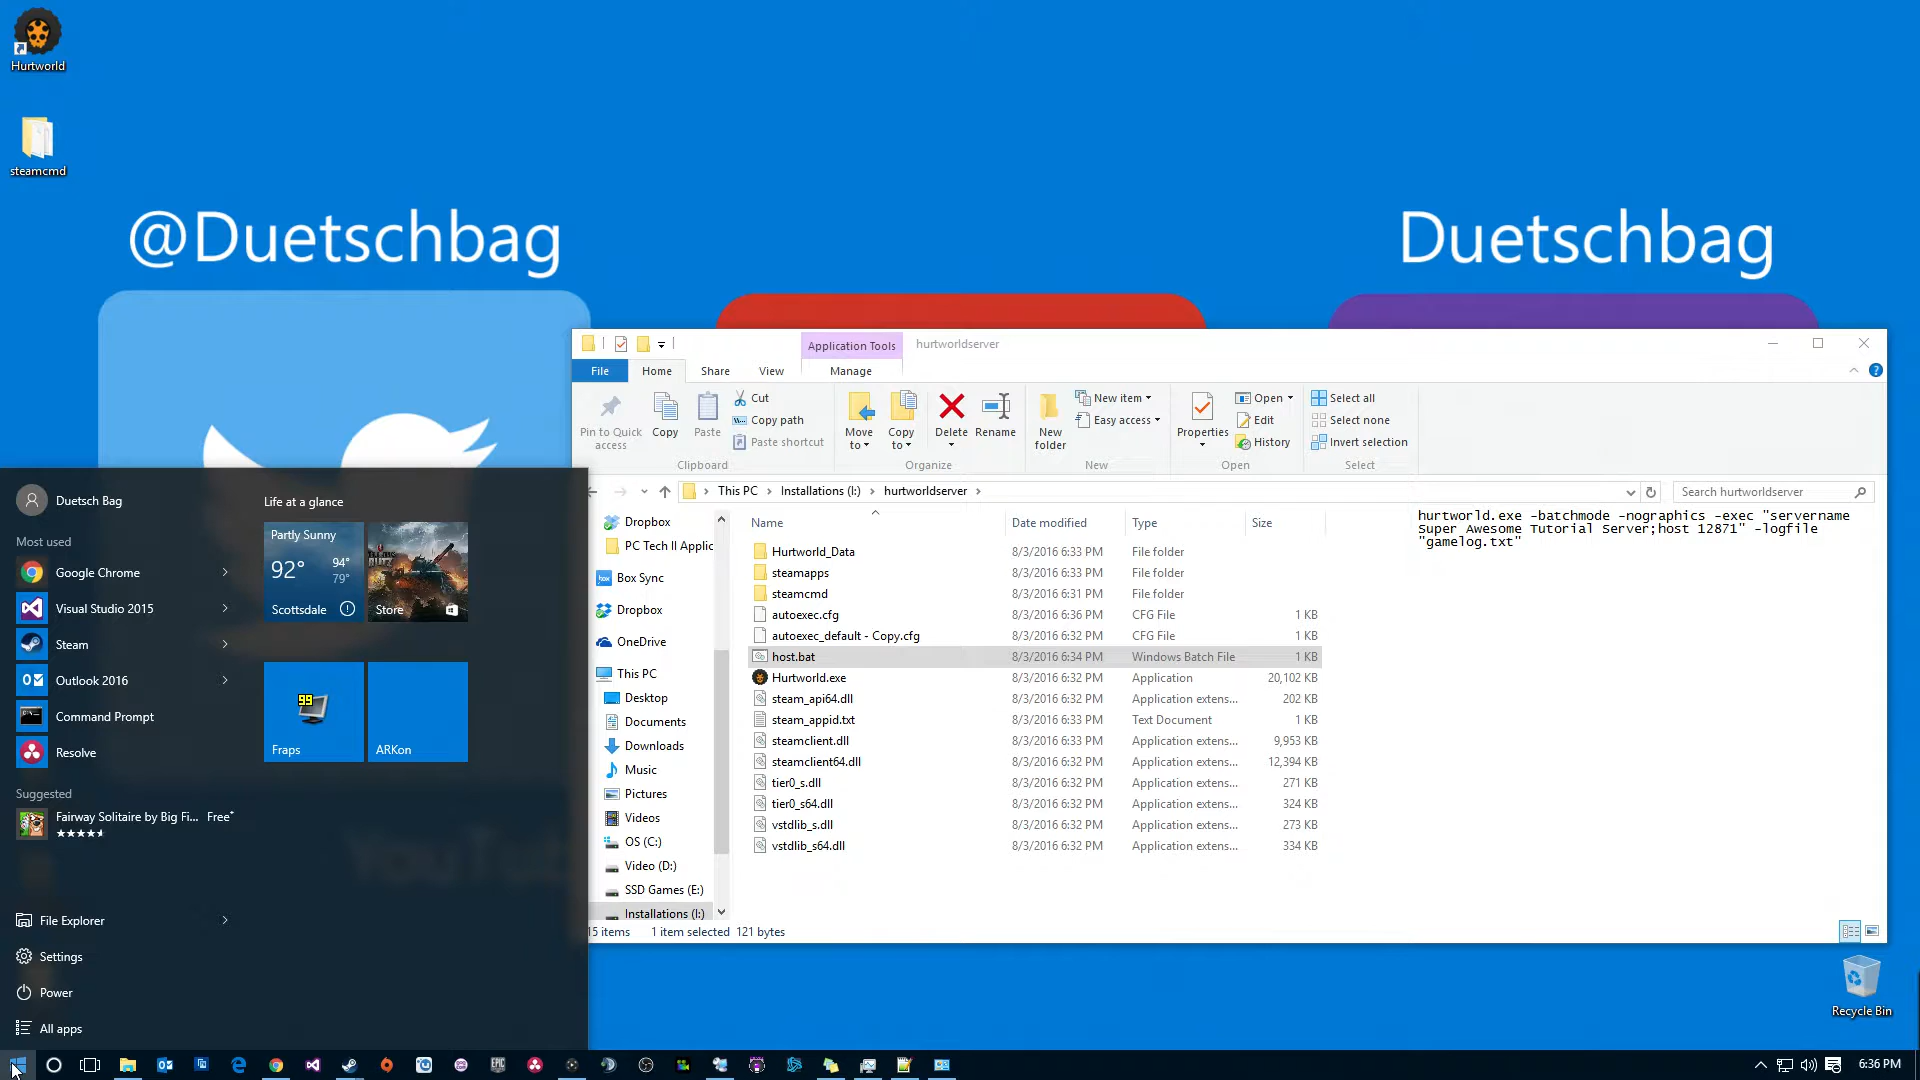 Hurtworld
steamcmd
@Duetschbag
Duetschbag
Application Tools
hurtworldserver
File
Home
Share
View
Manage
Pin to Quick access
Copy
Paste
Cut
Copy path
Paste shortcut
Clipboard
Move to
Copy to
Delete
Rename
Organize
New folder
New item
Easy access
New
Properties
Open
Edit
History
Open
Select all
Select none
Invert selection
Select
This PC
Installations (I:)
hurtworldserver
Search hurtworldserver
Dropbox
PC Tech II Applic
Box Sync
Dropbox
OneDrive
This PC
Desktop
Documents
Downloads
Music
Pictures
Videos
OS (C:)
Video (D:)
SSD Games (E:)
Installations (I:)
Name Date modified Type Size
Hurtworld_Data 8/3/2016 6:33 PM File folder
steamapps 8/3/2016 6:33 PM File folder
steamcmd 8/3/2016 6:31 PM File folder
autoexec.cfg 8/3/2016 6:36 PM CFG File 1 KB
autoexec_default - Copy.cfg 8/3/2016 6:32 PM CFG File 1 KB
host.bat 8/3/2016 6:34 PM Windows Batch File 1 KB
Hurtworld.exe 8/3/2016 6:32 PM Application 20,102 KB
steam_api64.dll 8/3/2016 6:32 PM Application extens... 202 KB
steam_appid.txt 8/3/2016 6:33 PM Text Document 1 KB
steamclient.dll 8/3/2016 6:33 PM Application extens... 9,953 KB
steamclient64.dll 8/3/2016 6:32 PM Application extens... 12,394 KB
tier0_s.dll 8/3/2016 6:32 PM Application extens... 271 KB
tier0_s64.dll 8/3/2016 6:32 PM Application extens... 324 KB
vstdlib_s.dll 8/3/2016 6:32 PM Application extens... 273 KB
vstdlib_s64.dll 8/3/2016 6:32 PM Application extens... 334 KB
hurtworld.exe -batchmode -nographics -exec "servername
Super Awesome Tutorial Server;host 12871" -logfile
"gamelog.txt"
15 items 1 item selected 121 bytes
Duetsch Bag
Most used
Google Chrome
Visual Studio 2015
Steam
Outlook 2016
Command Prompt
Resolve
Suggested
Fairway Solitaire by Big Fi... Free*
File Explorer
Settings
Power
All apps
Life at a glance
Partly Sunny
92° 94°
79°
Scottsdale
Store
99
Fraps
ARKon
YouTub
Recycle Bin
EPIC
6:36 PM